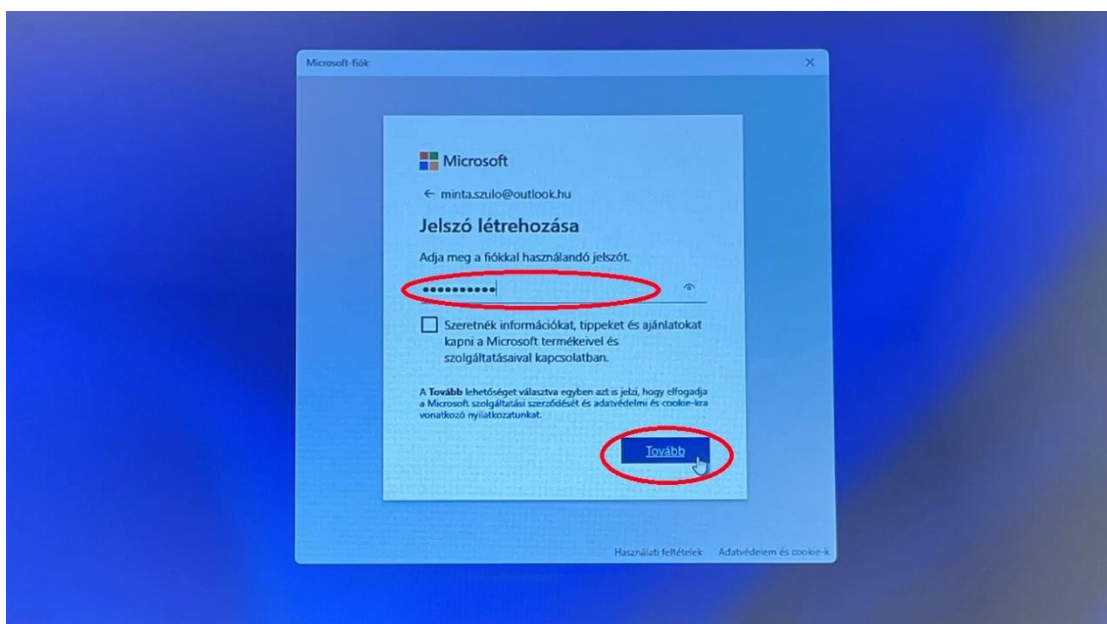 Microsoft-fiók
Microsoft
← minta.szulo@outlook.hu
Jelszó létrehozása
Adja meg a fiókkal használandó jelszót.
••••••••••
Szeretnék információkat, tippeket és ajánlatokat
kapni a Microsoft termékeivel és
szolgáltatásaival kapcsolatban.
A Tovább lehetőséget választva egyben azt is jelzi, hogy elfogadja
a Microsoft szolgáltatási szerződését és adatvédelmi és cookie-kra
vonatkozó nyilatkozatunkat.
Tovább
Használati feltételek Adatvédelem és cookie-k